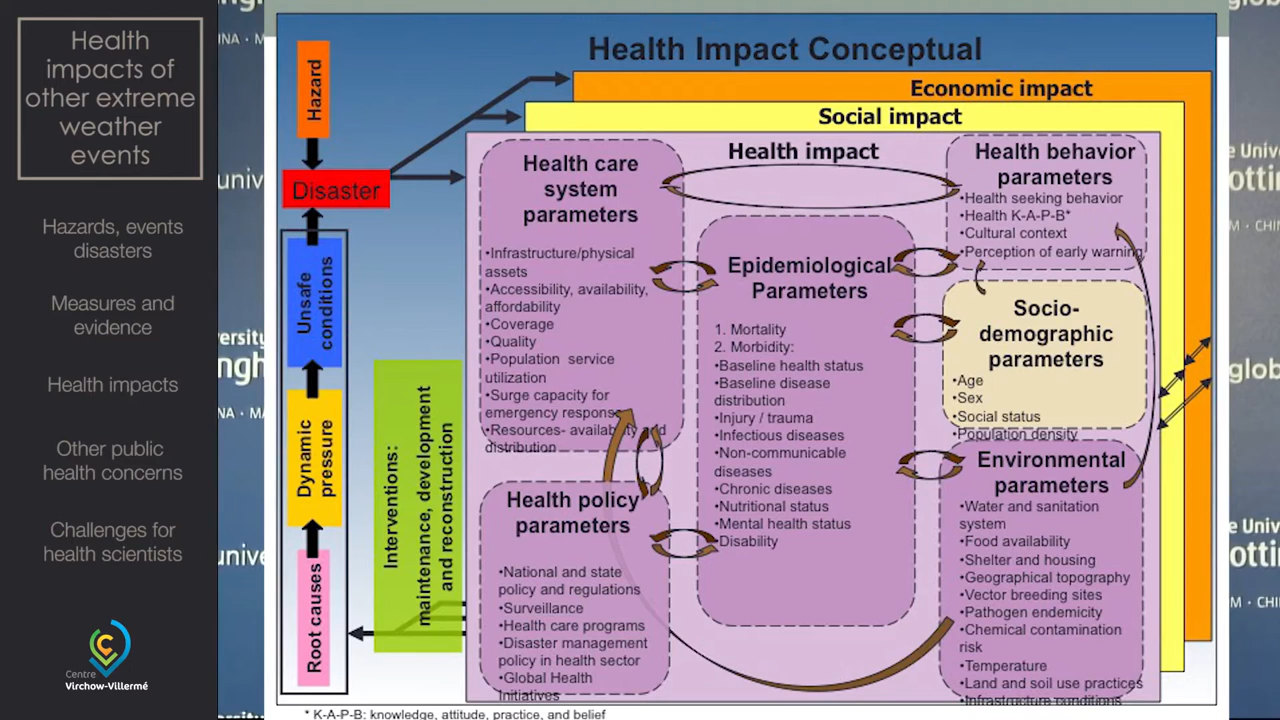 Health
impacts of
other extreme
weather
events
Hazards, events
disasters
Measures and
evidence
Health impacts
Other public
health concerns
Challenges for
health scientists
Centre
Virchow-Villermé
Health Impact Conceptual
Economic impact
Social impact
Health impact
Hazard
Disaster
Unsafe
conditions
Dynamic
pressure
Root causes
Interventions:
maintenance, development
and reconstruction
Health care
system
parameters
•Infrastructure/physical
assets
•Accessibility, availability,
affordability
•Coverage
•Quality
•Population service
utilization
•Surge capacity for
emergency response
•Resources- availability and
distribution
Health policy
parameters
•National and state
policy and regulations
•Surveillance
•Health care programs
•Disaster management
policy in health sector
•Global Health
Initiatives
Epidemiological
Parameters
1. Mortality
2. Morbidity:
•Baseline health status
•Baseline disease
distribution
•Injury / trauma
•Infectious diseases
•Non-communicable
diseases
•Chronic diseases
•Nutritional status
•Mental health status
•Disability
Health behavior
parameters
•Health seeking behavior
•Health K-A-P-B*
•Cultural context
•Perception of early warning
Socio-
demographic
parameters
•Age
•Sex
•Social status
•Population density
Environmental
parameters
•Water and sanitation
system
•Food availability
•Shelter and housing
•Geographical topography
•Vector breeding sites
•Pathogen endemicity
•Chemical contamination
risk
•Temperature
•Land and soil use practices
•Infrastructure conditions
* K-A-P-B: knowledge, attitude, practice, and belief